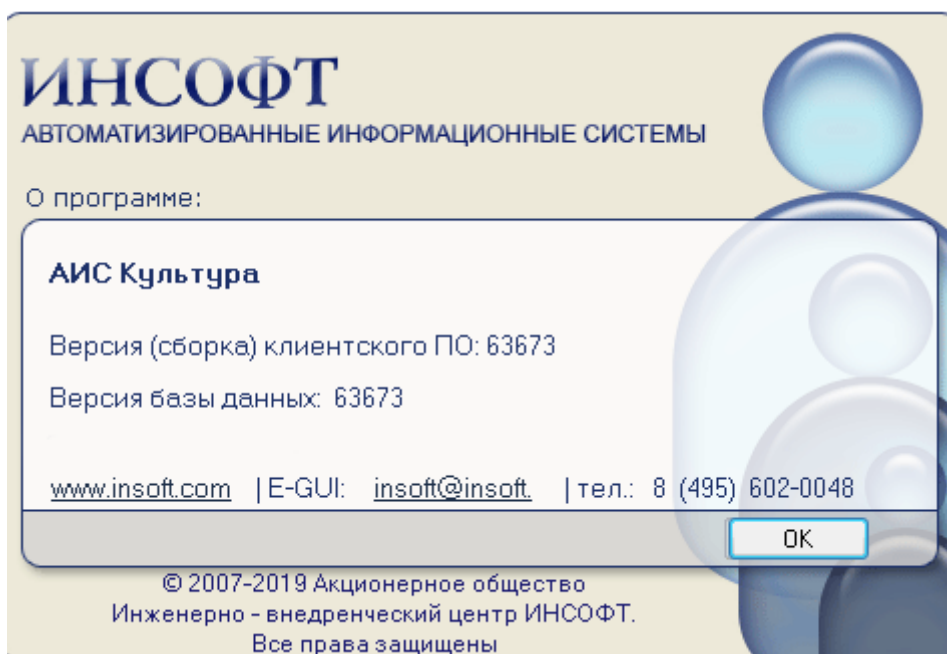 ИНСОФТ
АВТОМАТИЗИРОВАННЫЕ ИНФОРМАЦИОННЫЕ СИСТЕМЫ
О программе:
АИС Культура
Версия (сборка) клиентского ПО: 63673
Версия базы данных: 63673
www.insoft.com | E-GUI: insoft@insoft. | тел.: 8 (495) 602-0048
OK
© 2007-2019 Акционерное общество
Инженерно - внедренческий центр ИНСОФТ.
Все права защищены